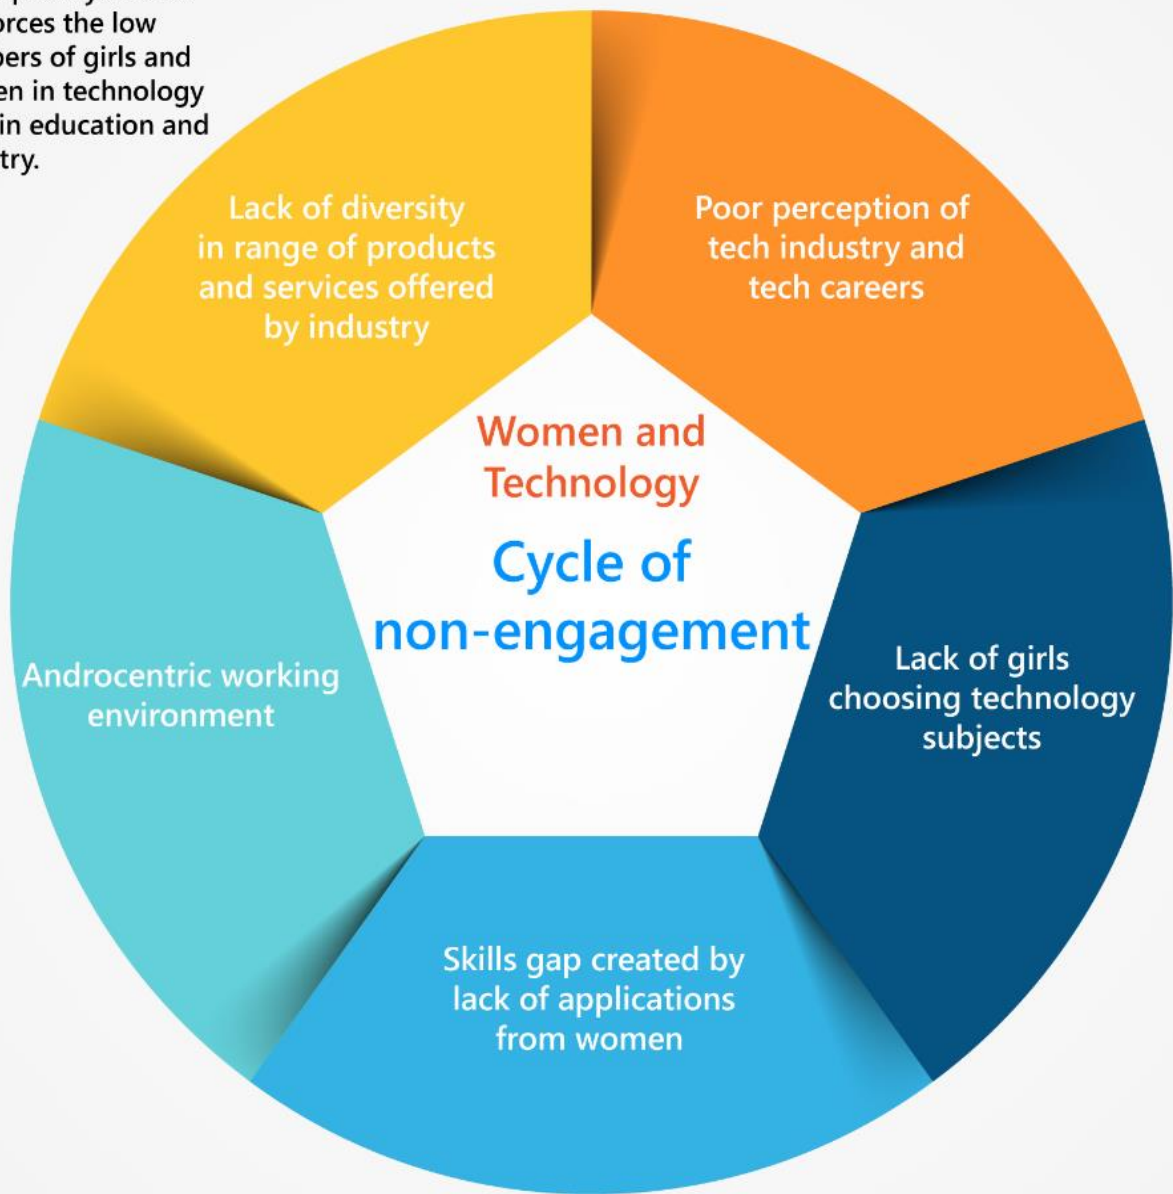 orces the low
bers of girls and
en in technology
in education and
try.
Lack of diversity
in range of products
and services offered
by industry
Poor perception of
tech industry and
tech careers
Women and
Technology
Cycle of
non-engagement
Lack of girls
choosing technology
subjects
Androcentric working
environment
Skills gap created by
lack of applications
from women